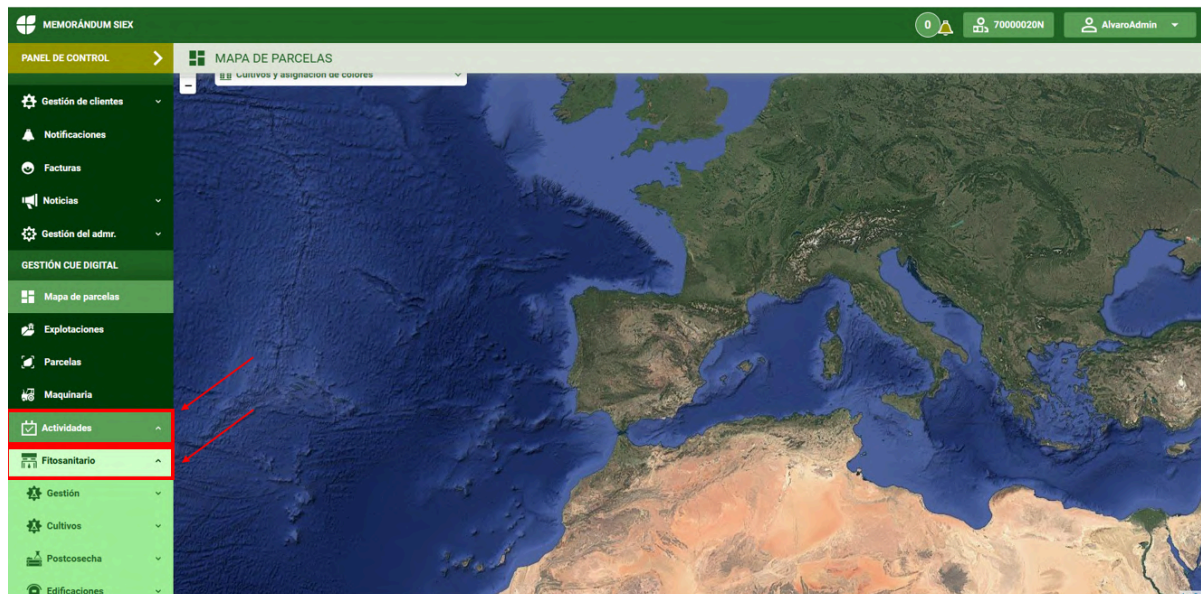 MEMORÁNDUM SIEX
0
70000020N
AlvaroAdmin
PANEL DE CONTROL
MAPA DE PARCELAS
Cultivos y asignación de colores
Gestión de clientes
Notificaciones
Facturas
Noticias
Gestión del admr.
GESTIÓN CUE DIGITAL
Mapa de parcelas
Explotaciones
Parcelas
Maquinaria
Actividades
Fitosanitario
Gestión
Cultivos
Postcosecha
Edificaciones